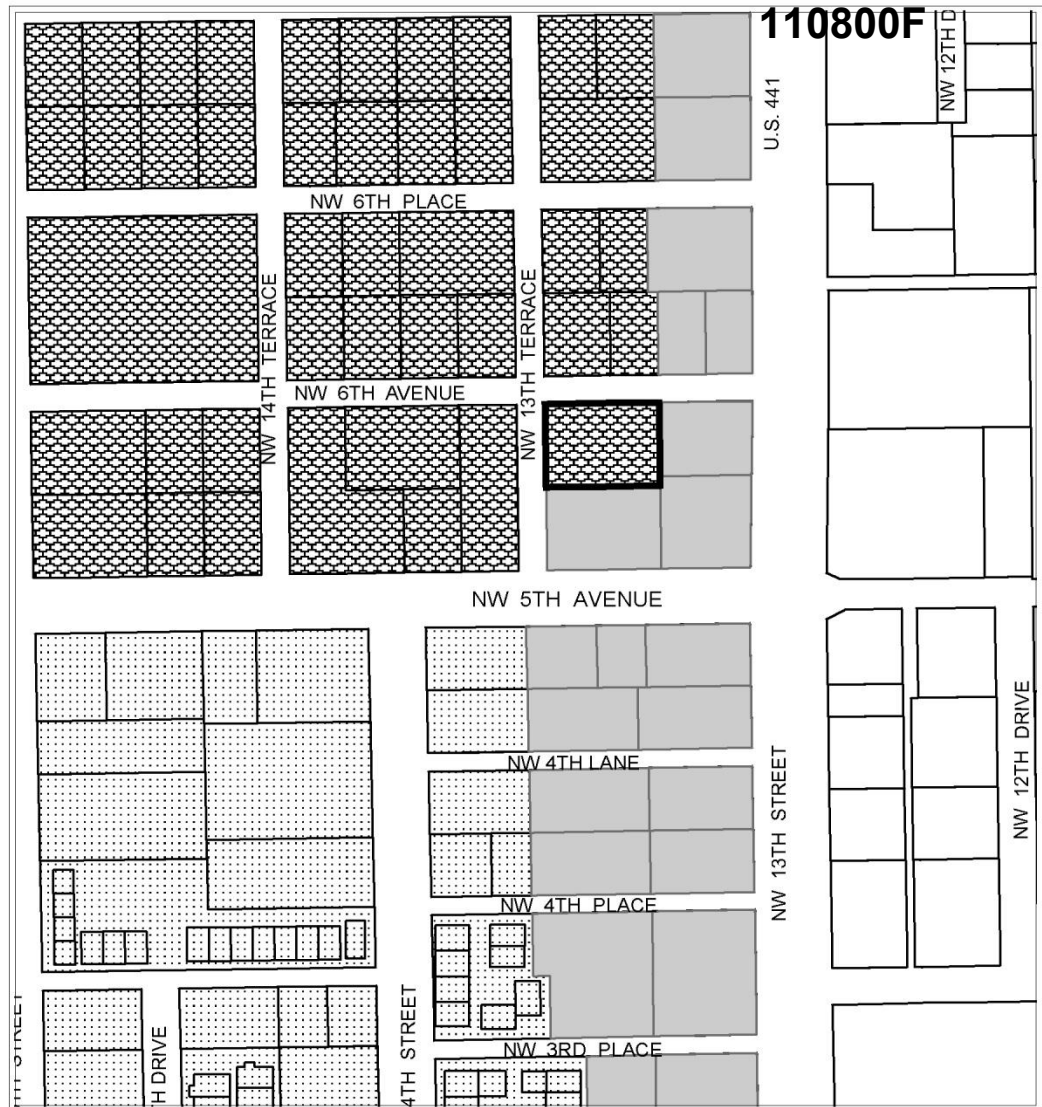 110800F
NW 12TH D
U.S. 441
NW 6TH PLACE
NW 14TH TERRACE
NW 13TH TERRACE
NW 6TH AVENUE
NW 5TH AVENUE
NW 12TH DRIVE
NW 4TH LANE
NW 13TH STREET
NW 4TH PLACE
4TH STREET
TH DRIVE
NW 3RD PLACE
TH STREET